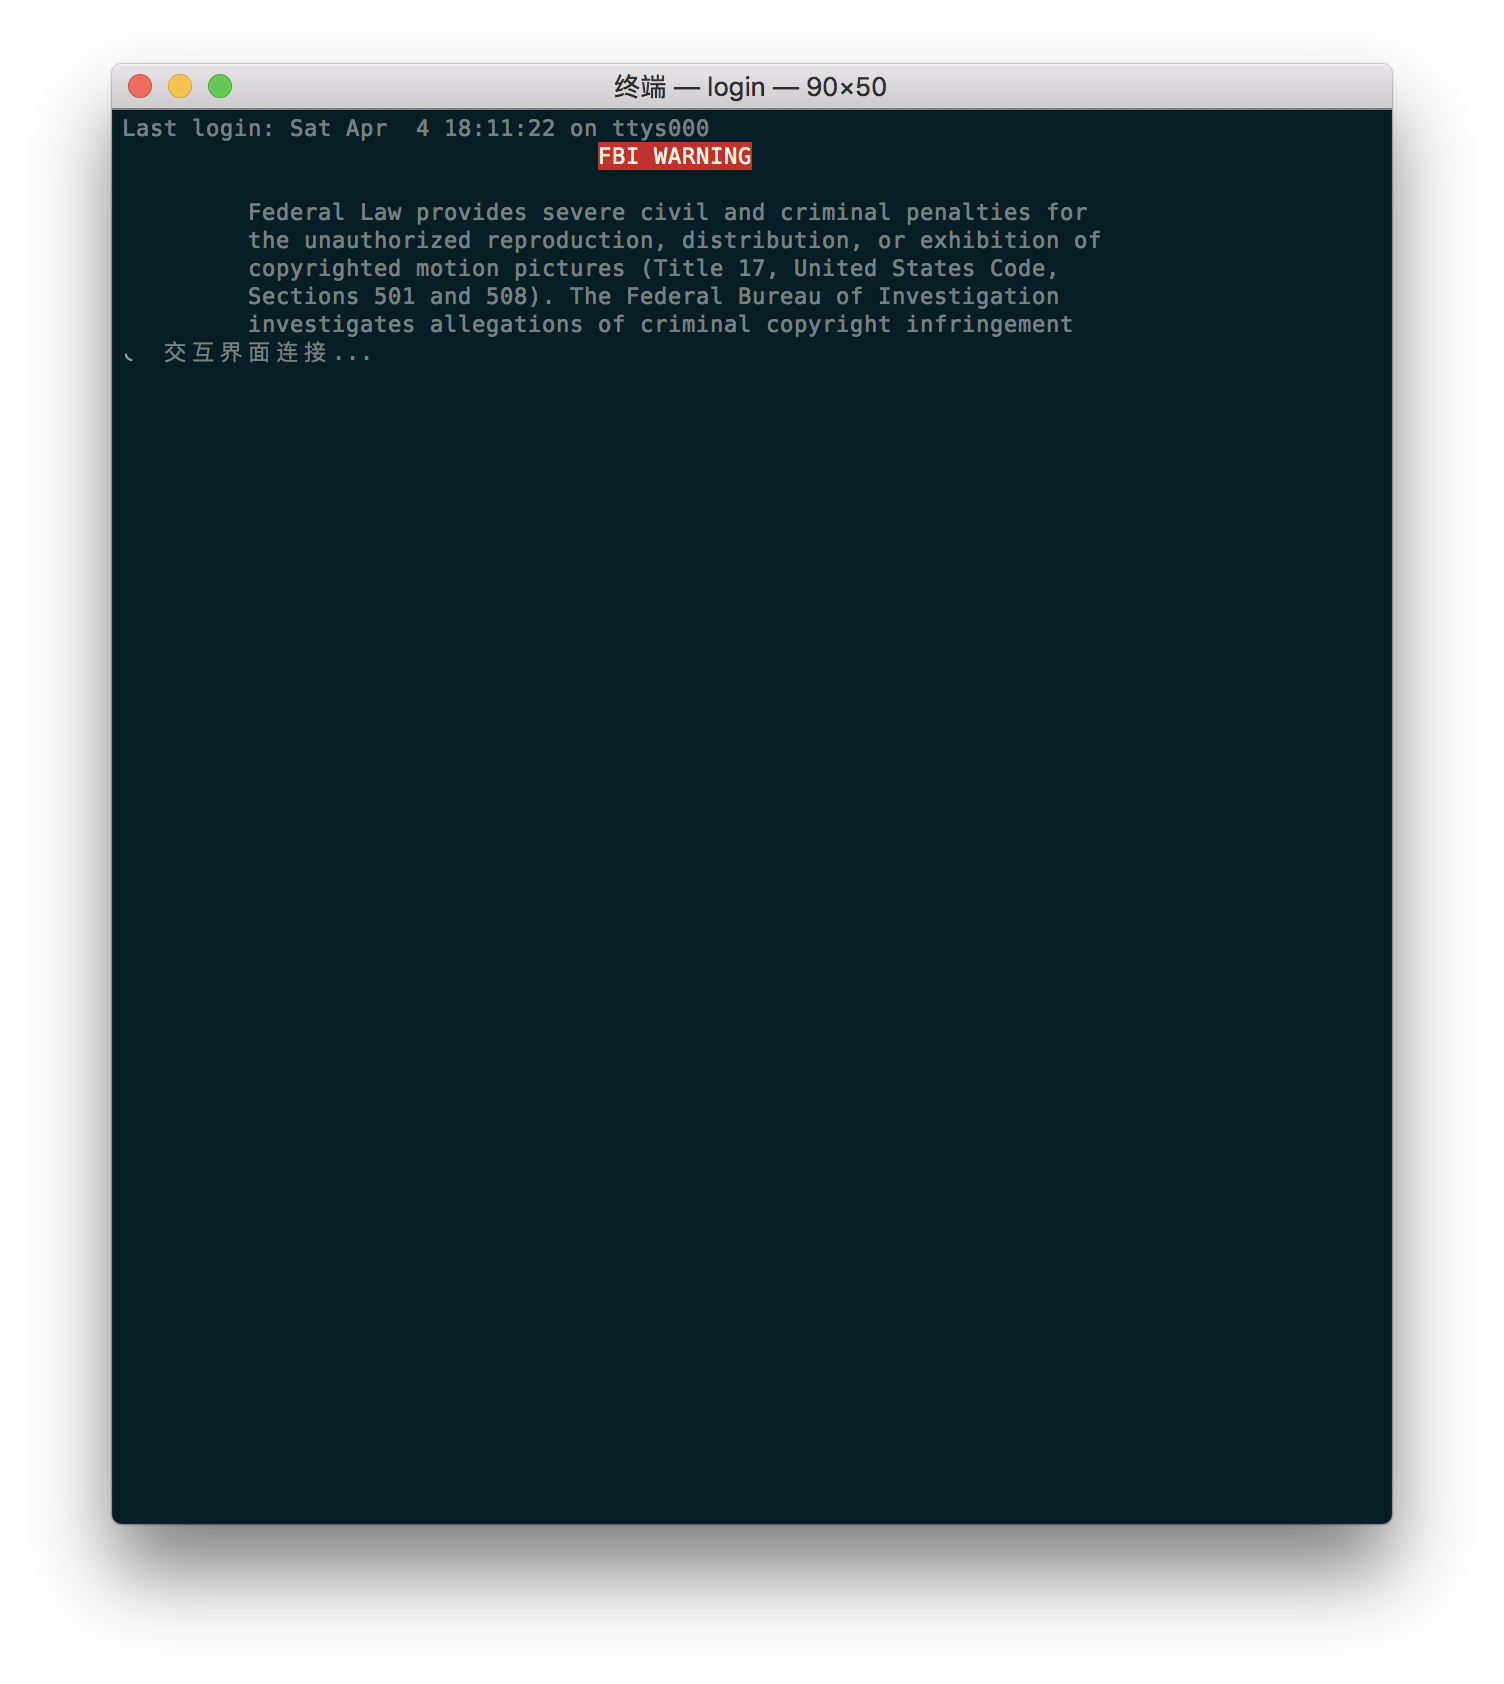 终端 — login — 90×50
Last login: Sat Apr  4 18:11:22 on ttys000
FBI WARNING
Federal Law provides severe civil and criminal penalties for
the unauthorized reproduction, distribution, or exhibition of
copyrighted motion pictures (Title 17, United States Code,
Sections 501 and 508). The Federal Bureau of Investigation
investigates allegations of criminal copyright infringement
交互界面连接...